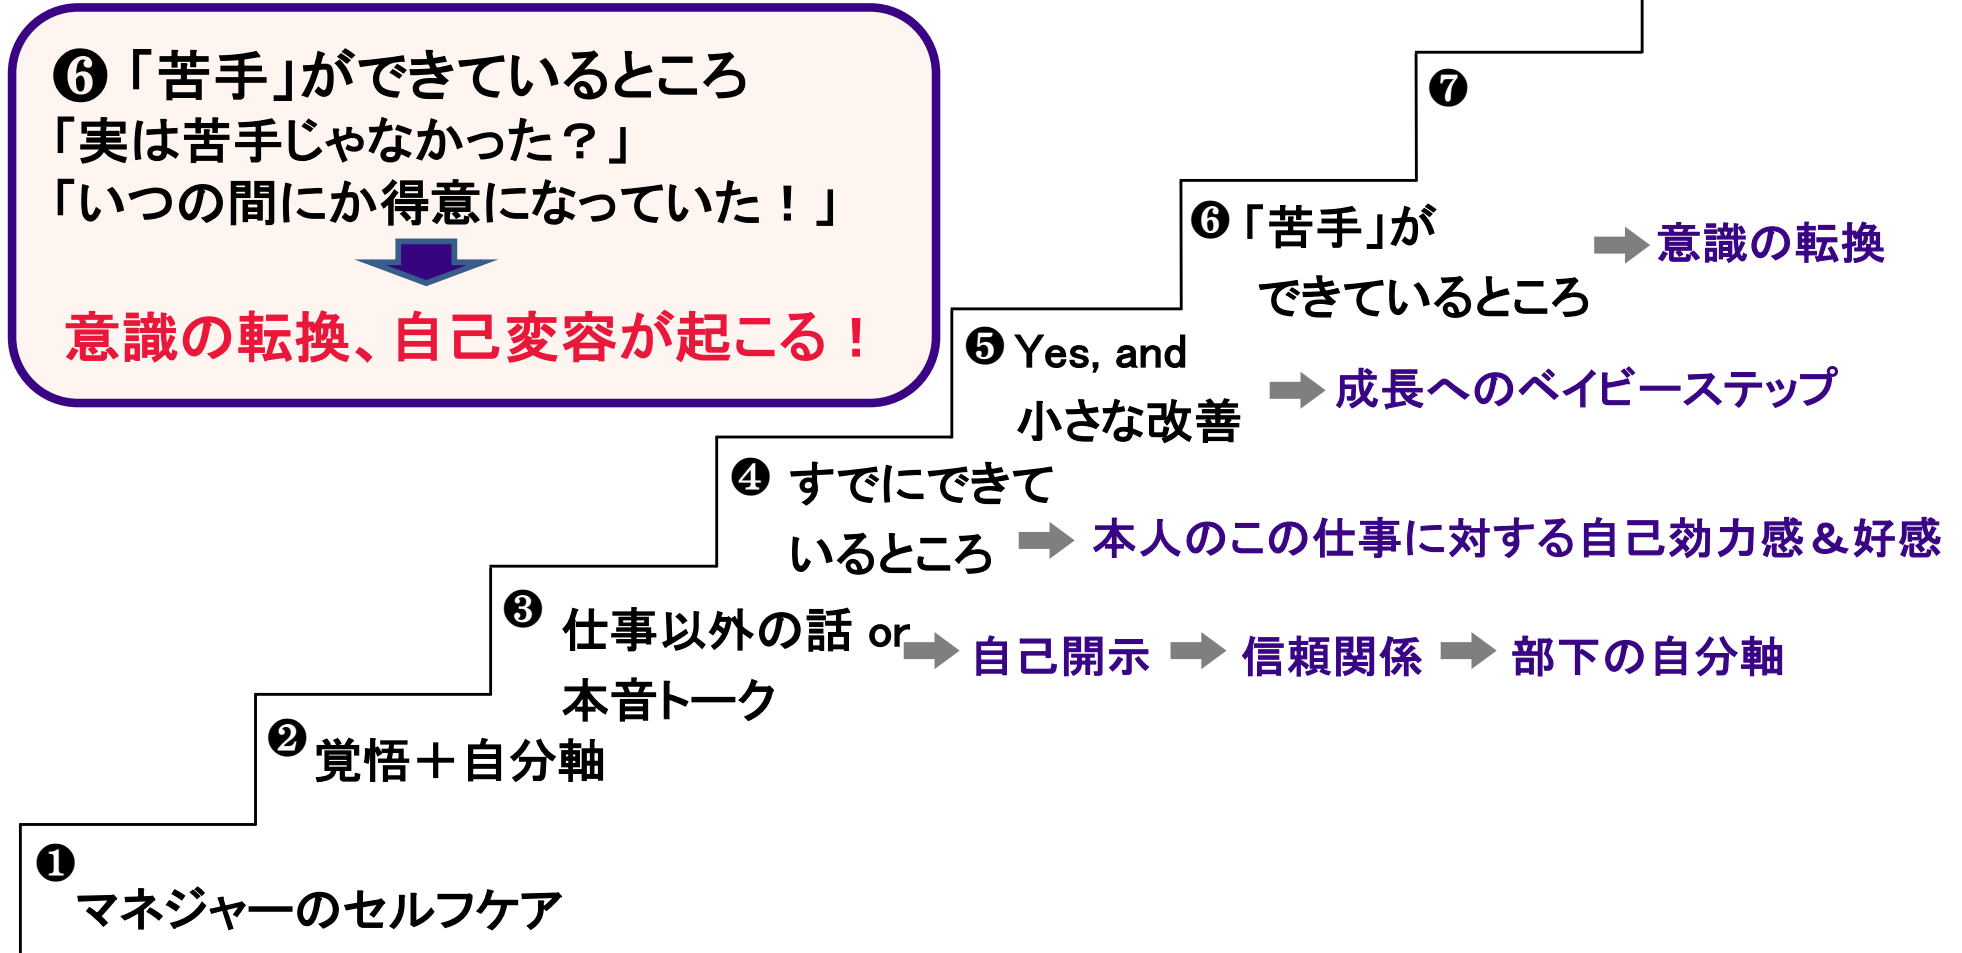 ❻「苦手」ができているところ
「実は苦手じゃなかった？」
「いつの間にか得意になっていた！」
意識の転換、自己変容が起こる！
❼
❻「苦手」が
できているところ
意識の転換
❺ Yes, and
小さな改善
成長へのベイビーステップ
❹ すでにできて
いるところ
本人のこの仕事に対する自己効力感＆好感
❸ 仕事以外の話 or
本音トーク
自己開示 信頼関係 部下の自分軸
❷ 覚悟＋自分軸
❶
マネジャーのセルフケア